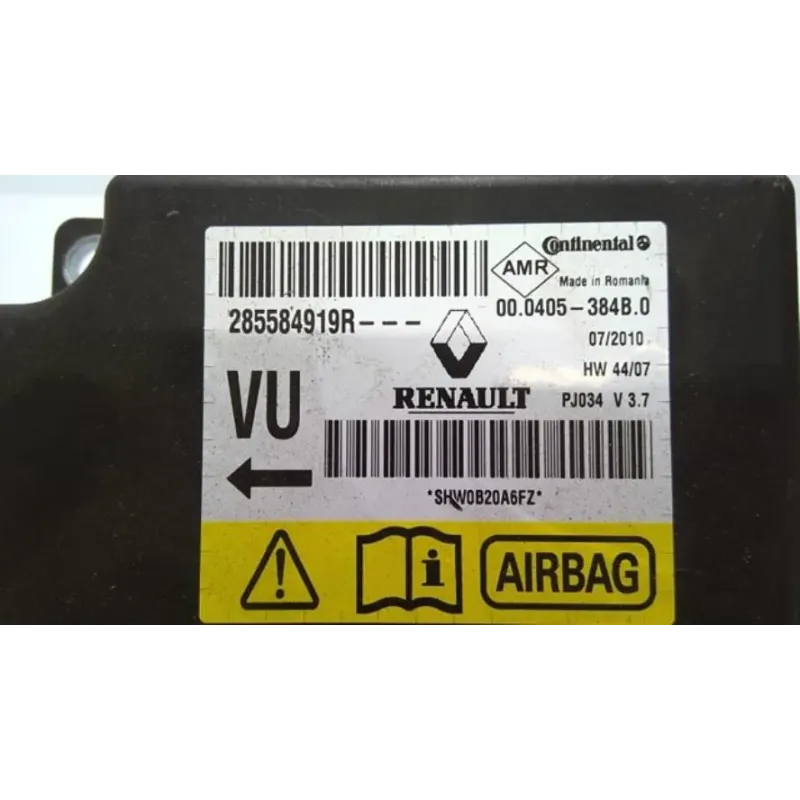 Continental
AMR
Made in Romania
285584919R---
00.0405-384B.0
07/2010
VU
HW 44/07
RENAULT
PJ034 V 3.7
*SHW0B20A6FZ*
i
AIRBAG